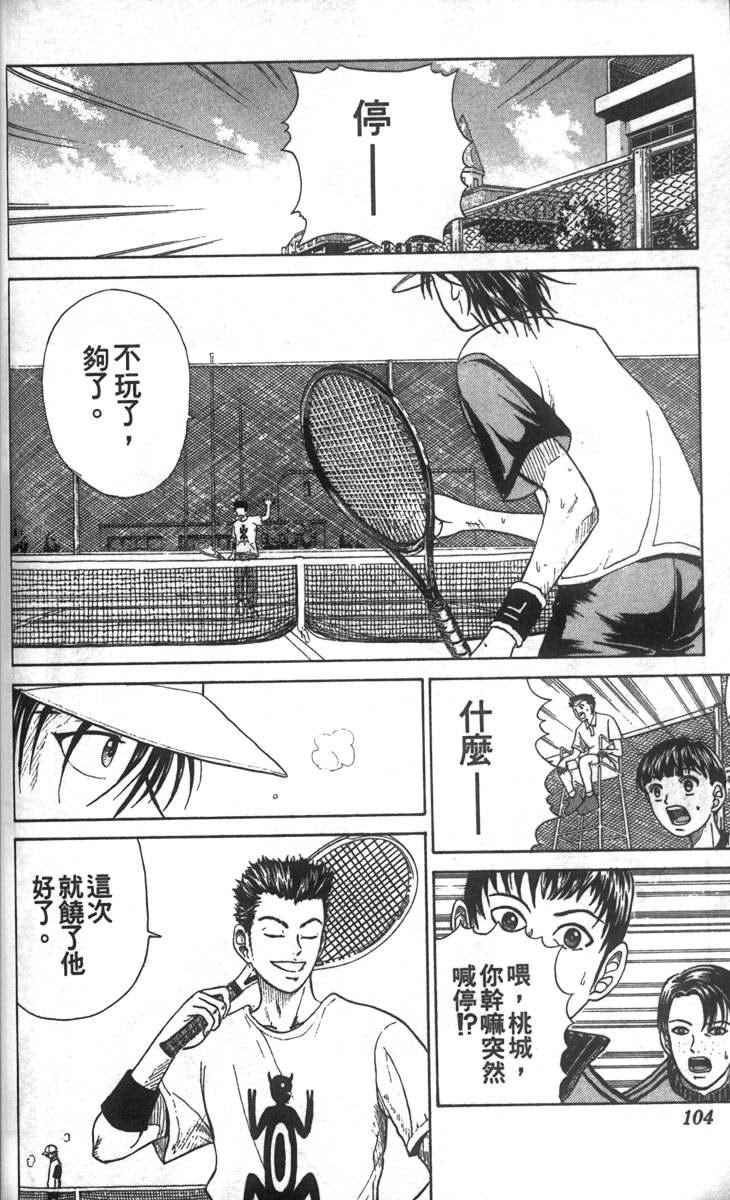 停—
不玩了，
夠了。
什麼—
喂，桃城，
你幹嘛突然
喊停!?
這次
就饒了他
好了。
104